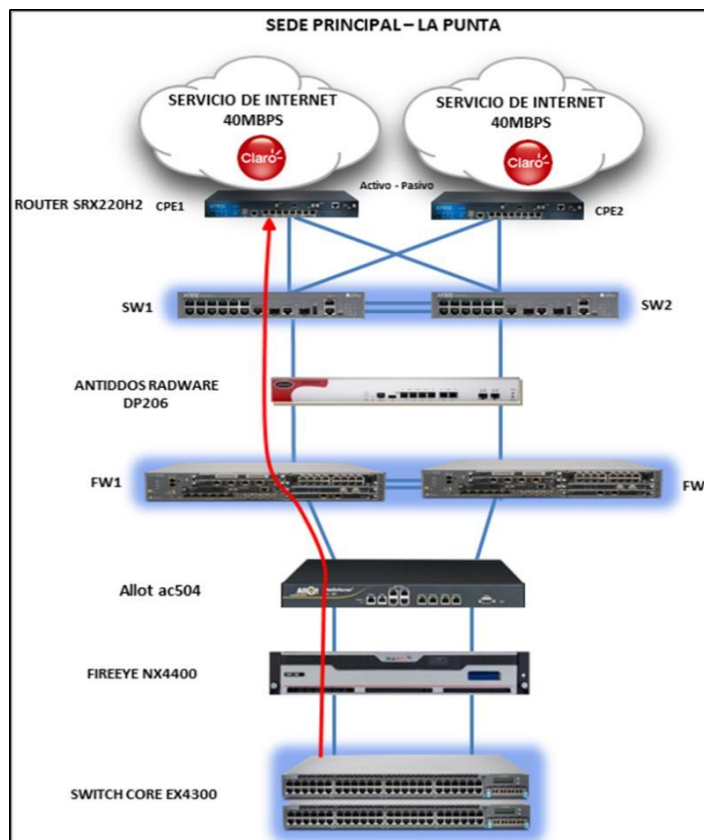 SEDE PRINCIPAL – LA PUNTA
SERVICIO DE INTERNET
40MBPS
Claro
SERVICIO DE INTERNET
40MBPS
Claro
Activo - Pasivo
ROUTER SRX220H2
CPE1
CPE2
SW1
SW2
ANTIDDOS RADWARE
DP206
FW1
FW
Allot ac504
FIREEYE NX4400
SWITCH CORE EX4300